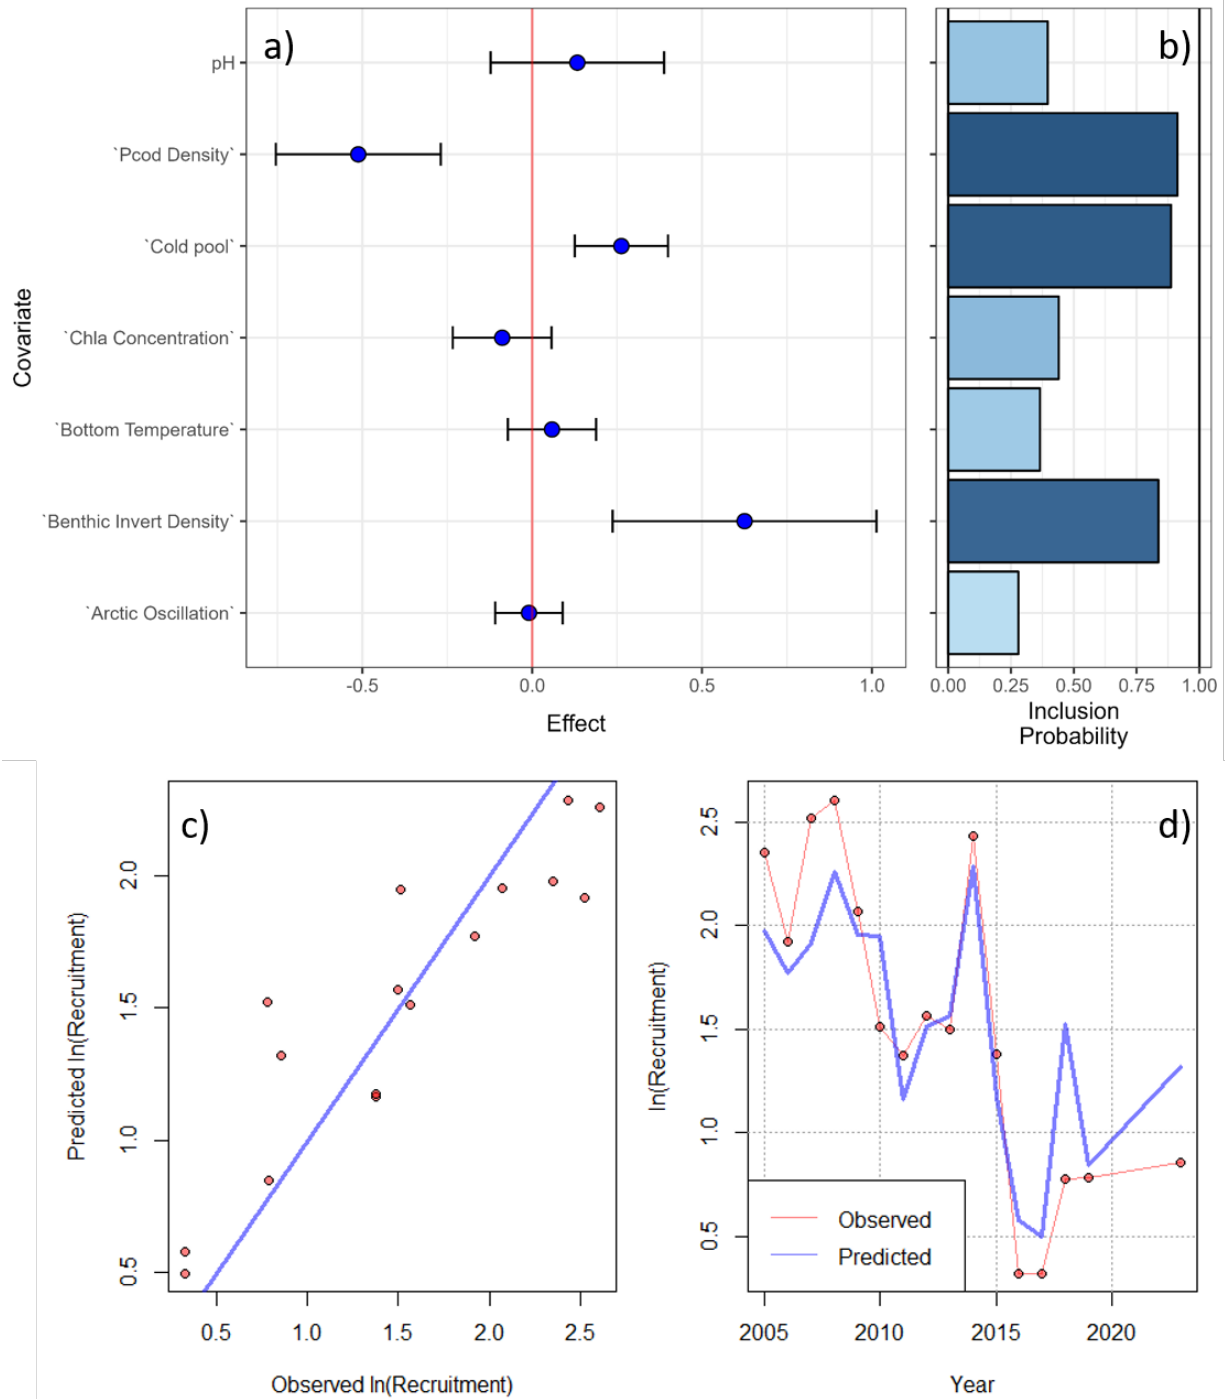 a)
b)
pH
`Pcod Density`
`Cold pool`
`Chla Concentration`
`Bottom Temperature`
`Benthic Invert Density`
`Arctic Oscillation`
Covariate
-0.5 0.0 0.5 1.0
Effect
0.00 0.25 0.50 0.75 1.00
Inclusion
Probability
c)
2.0
1.5
1.0
0.5
Predicted ln(Recruitment)
0.5 1.0 1.5 2.0 2.5
Observed ln(Recruitment)
d)
2.5
2.0
1.5
1.0
0.5
ln(Recruitment)
Observed
Predicted
2005 2010 2015 2020
Year